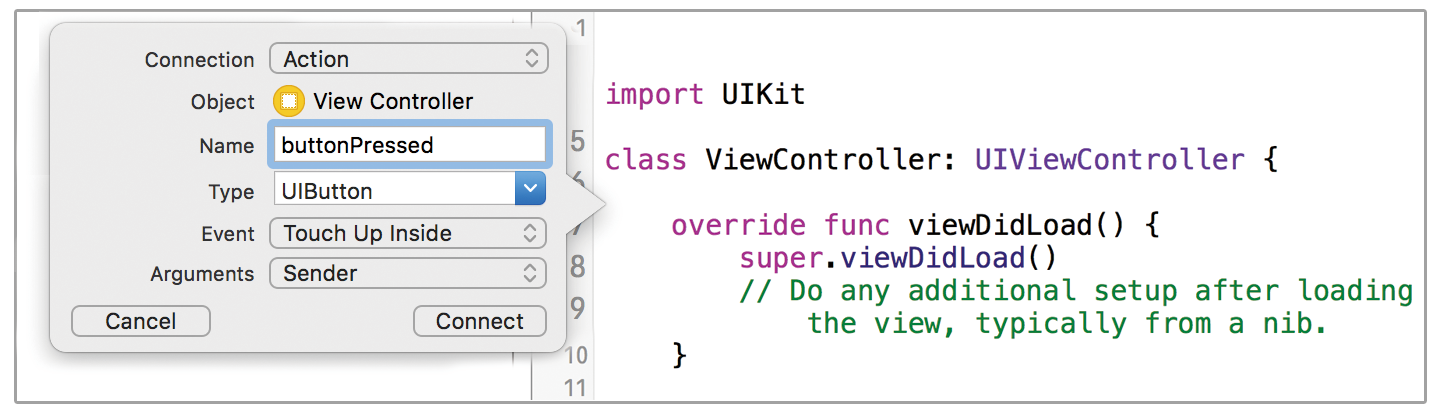 Connection Action
Object View Controller
Name buttonPressed
Type UIButton
Event Touch Up Inside
Arguments Sender
Cancel Connect
1
import UIKit
5 class ViewController: UIViewController {
6
7 override func viewDidLoad() {
8 super.viewDidLoad()
9 // Do any additional setup after loading
the view, typically from a nib.
10 }
11